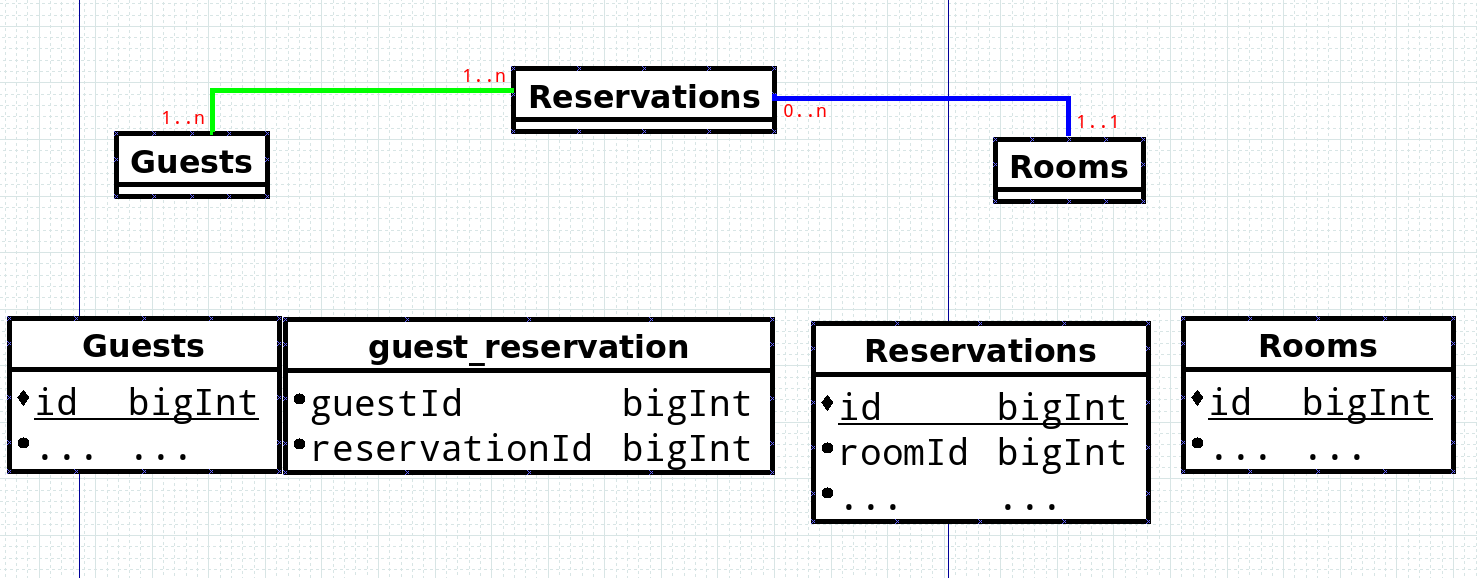 1..n
Reservations
0..n
1..n
1..1
Guests
Rooms
Guests
id bigInt
... ...
guest_reservation
guestId bigInt
reservationId bigInt
Reservations
id bigInt
roomId bigInt
... ...
Rooms
id bigInt
... ...